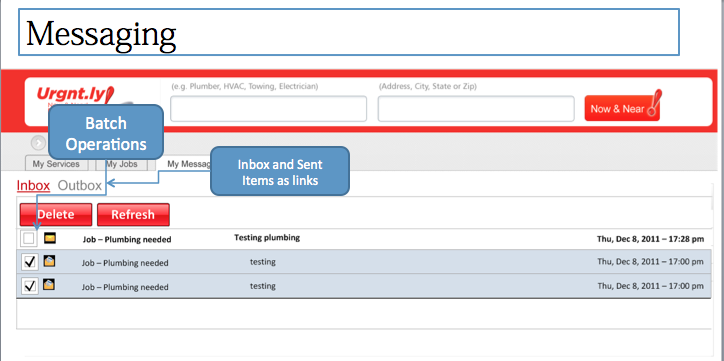 Messaging
(e.g. Plumber, HVAC, Towing, Electrician)
(Address, City, State or Zip)
Urgnt.ly
Now & Near
Batch
Operations
My Services
My Jobs
My Messag
Inbox and Sent
Items as links
Inbox Outbox
Delete Refresh
Job – Plumbing needed Testing plumbing Thu, Dec 8, 2011 – 17:28 pm
Job – Plumbing needed testing Thu, Dec 8, 2011 – 17:00 pm
Job – Plumbing needed testing Thu, Dec 8, 2011 – 17:00 pm